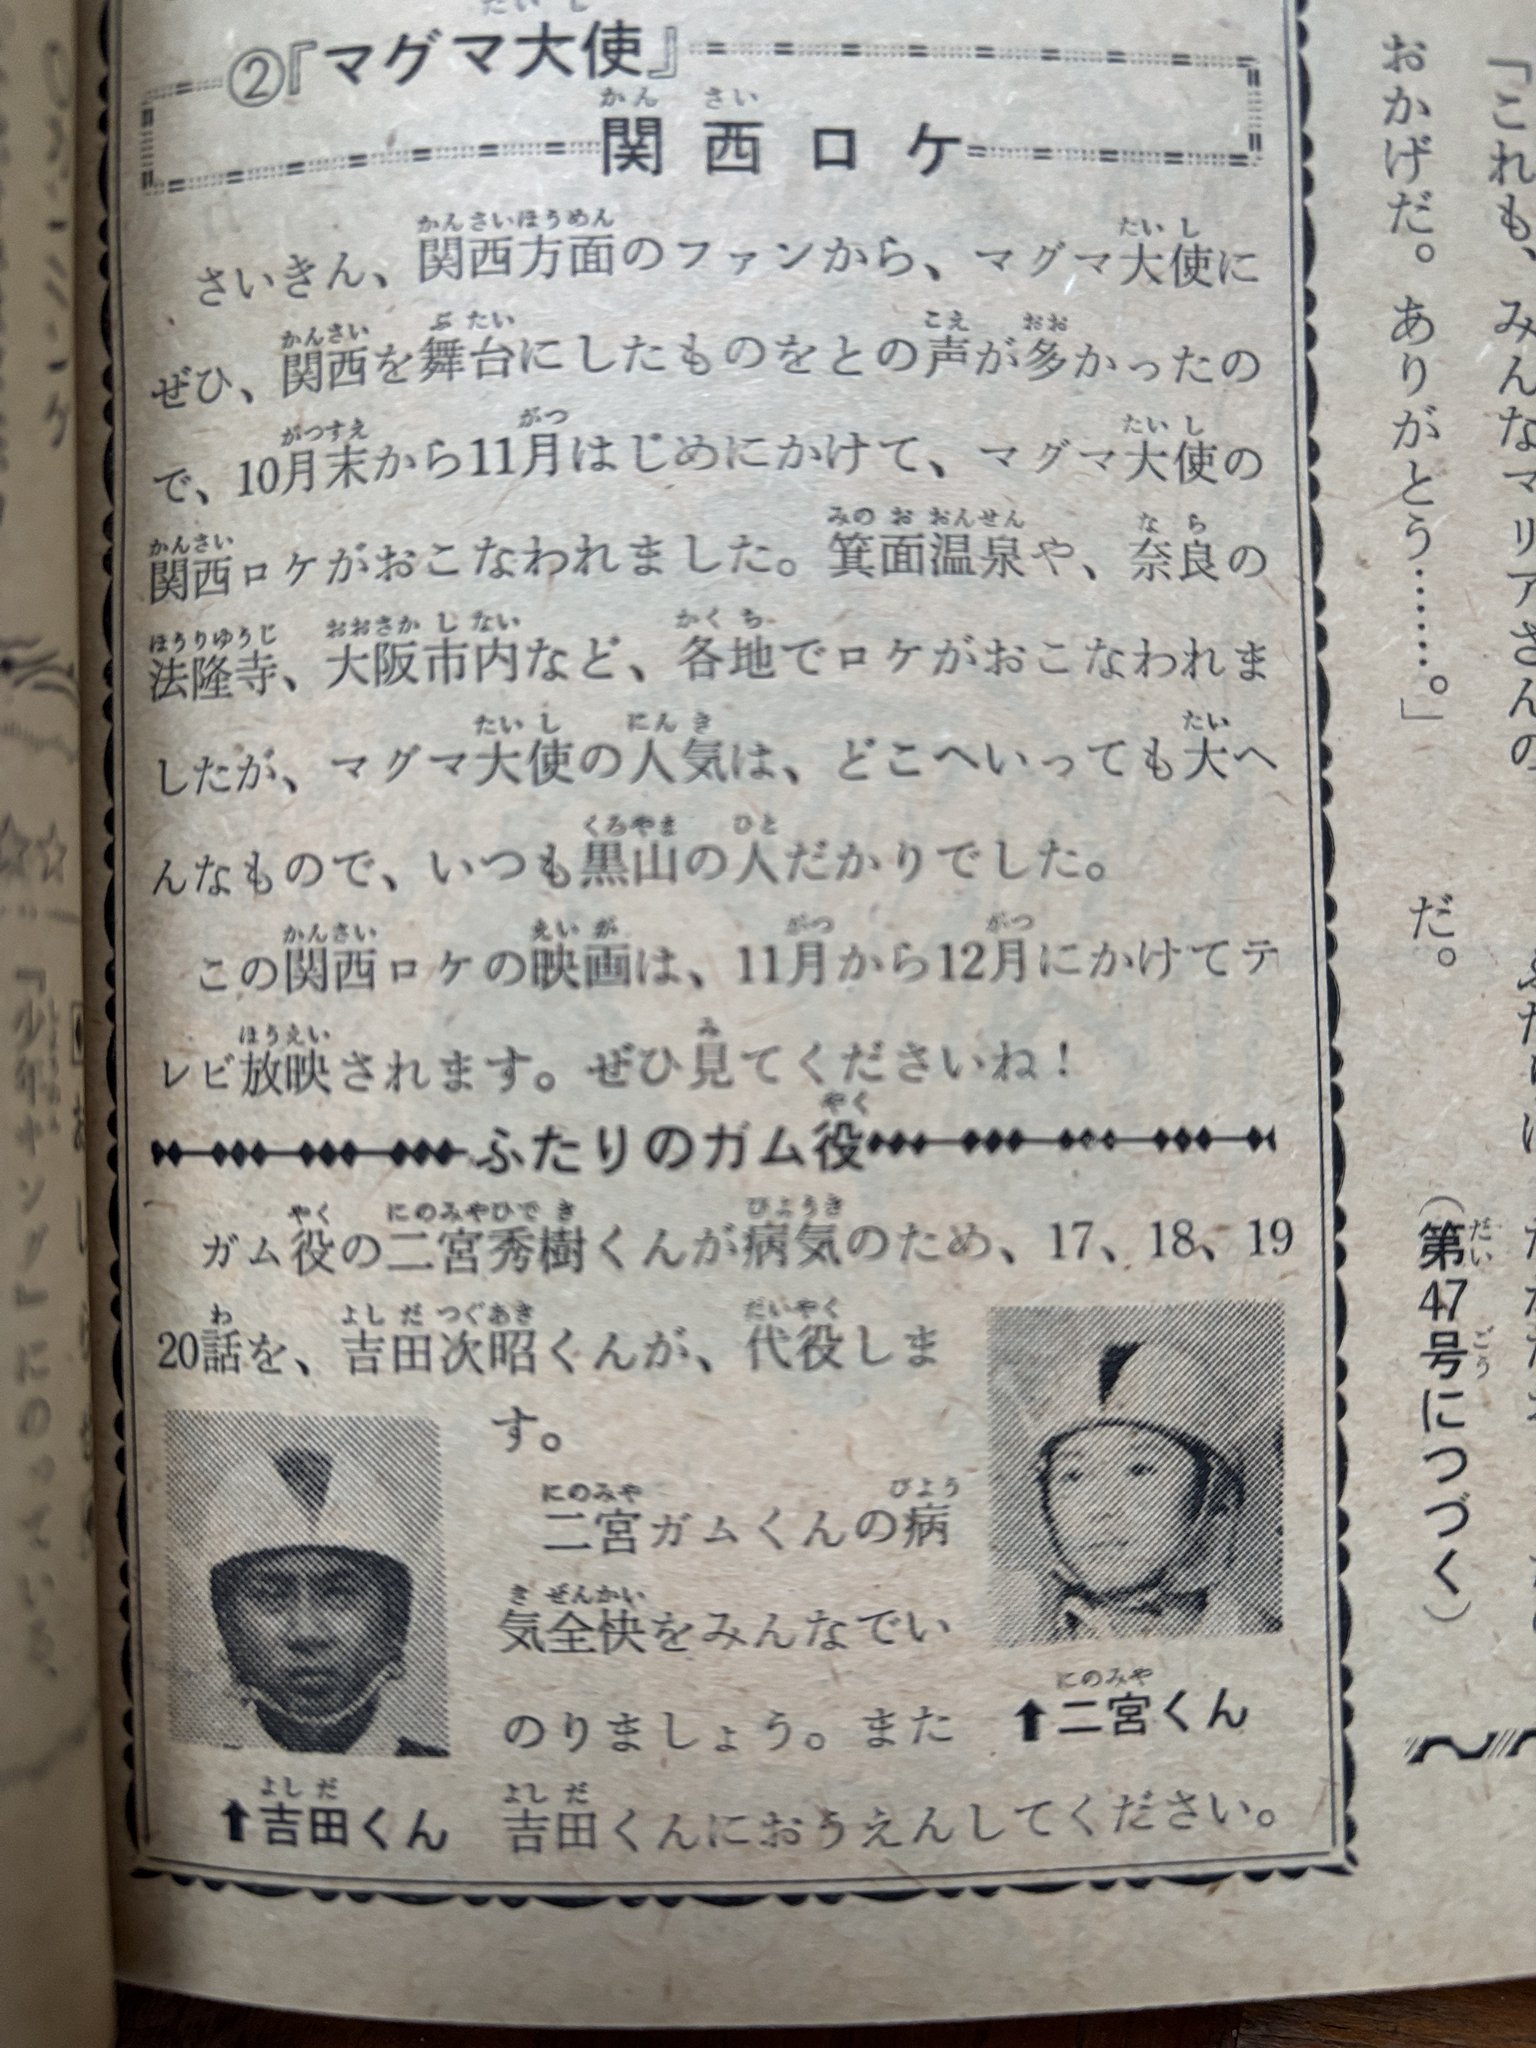 ②『マグマ大使』
関西ロケ
さいきん、関西方面のファンから、マグマ大使に
ぜひ、関西を舞台にしたものをとの声が多かったの
で、10月末から11月はじめにかけて、マグマ大使の
関西ロケがおこなわれました。箕面温泉や、奈良の
法隆寺、大阪市内など、各地でロケがおこなわれま
したが、マグマ大使の人気は、どこへいっても大へ
んなもので、いつも黒山の人だかりでした。
この関西ロケの映画は、11月から12月にかけてテ
レビ放映されます。ぜひ見てくださいね！
ふたりのガム役
ガム役の二宮秀樹くんが病気のため、17、18、19
20話を、吉田次昭くんが、代役しま
す。
二宮ガムくんの病
気全快をみんなでい
のりましょう。また
吉田くんにおうえんしてください。
⬆二宮くん
⬆吉田くん
「これも、みんなマリアさんの
おかげだ。ありがとう……。」
だ。
（第47号につづく）
『少年キング』にのっている